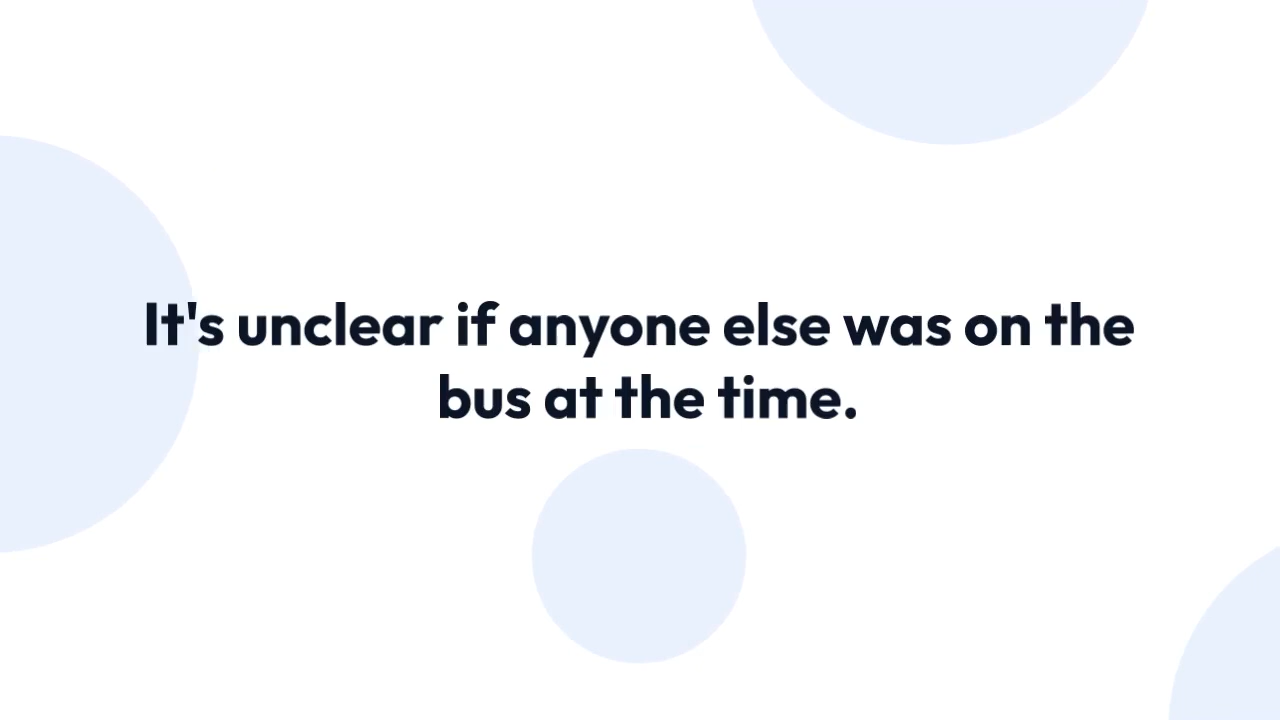 It's unclear if anyone else was on the
bus at the time.